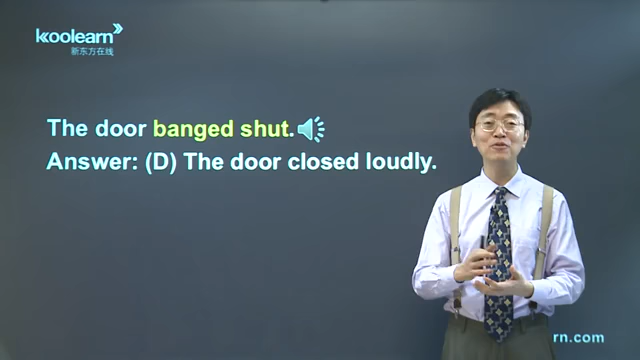 koolearn
新东方在线
The door banged shut.
Answer: (D) The door closed loudly.
rn.com